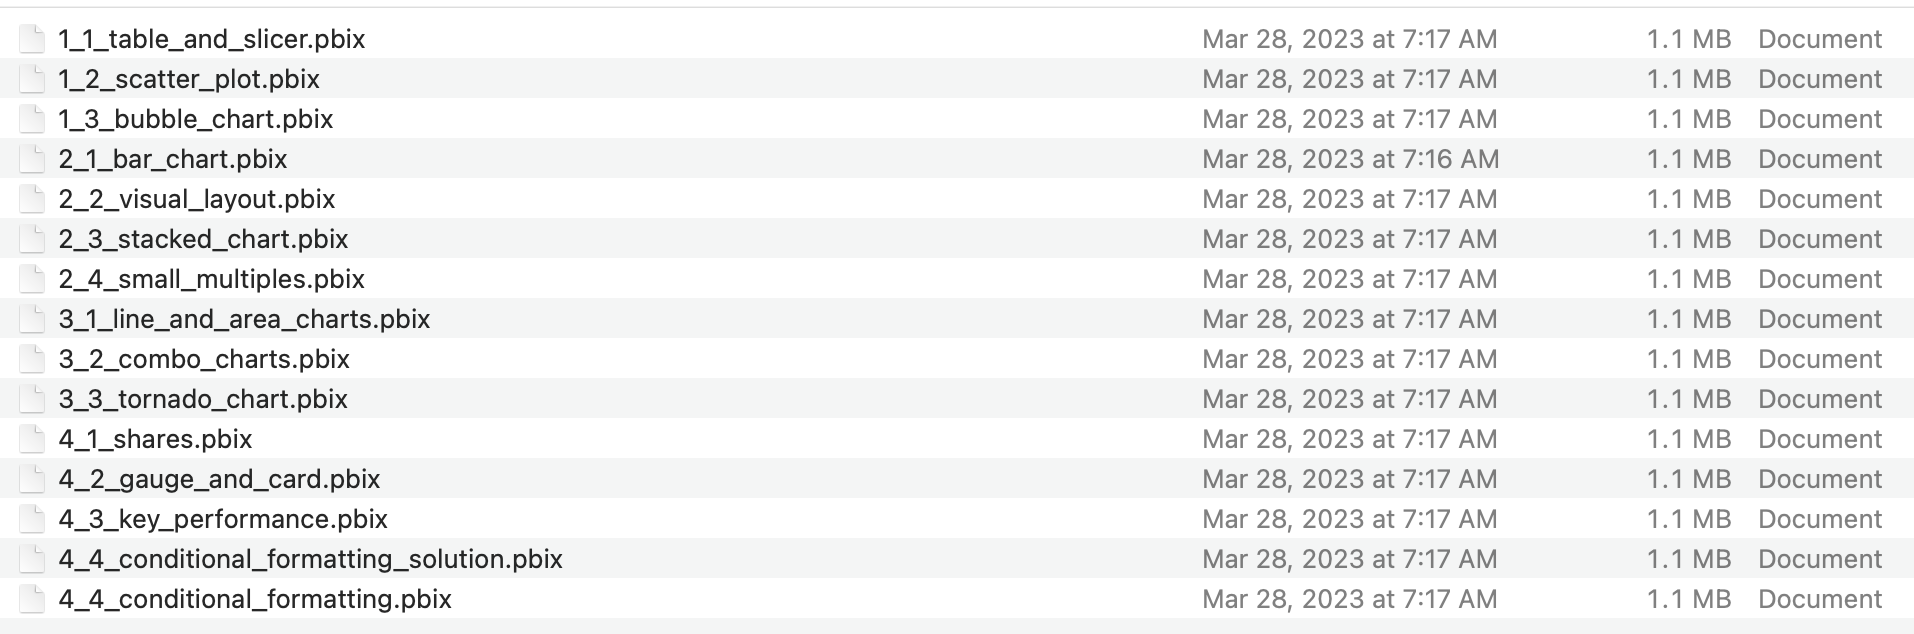 1_1_table_and_slicer.pbix Mar 28, 2023 at 7:17 AM 1.1 MB Document
1_2_scatter_plot.pbix Mar 28, 2023 at 7:17 AM 1.1 MB Document
1_3_bubble_chart.pbix Mar 28, 2023 at 7:17 AM 1.1 MB Document
2_1_bar_chart.pbix Mar 28, 2023 at 7:16 AM 1.1 MB Document
2_2_visual_layout.pbix Mar 28, 2023 at 7:17 AM 1.1 MB Document
2_3_stacked_chart.pbix Mar 28, 2023 at 7:17 AM 1.1 MB Document
2_4_small_multiples.pbix Mar 28, 2023 at 7:17 AM 1.1 MB Document
3_1_line_and_area_charts.pbix Mar 28, 2023 at 7:17 AM 1.1 MB Document
3_2_combo_charts.pbix Mar 28, 2023 at 7:17 AM 1.1 MB Document
3_3_tornado_chart.pbix Mar 28, 2023 at 7:17 AM 1.1 MB Document
4_1_shares.pbix Mar 28, 2023 at 7:17 AM 1.1 MB Document
4_2_gauge_and_card.pbix Mar 28, 2023 at 7:17 AM 1.1 MB Document
4_3_key_performance.pbix Mar 28, 2023 at 7:17 AM 1.1 MB Document
4_4_conditional_formatting_solution.pbix Mar 28, 2023 at 7:17 AM 1.1 MB Document
4_4_conditional_formatting.pbix Mar 28, 2023 at 7:17 AM 1.1 MB Document